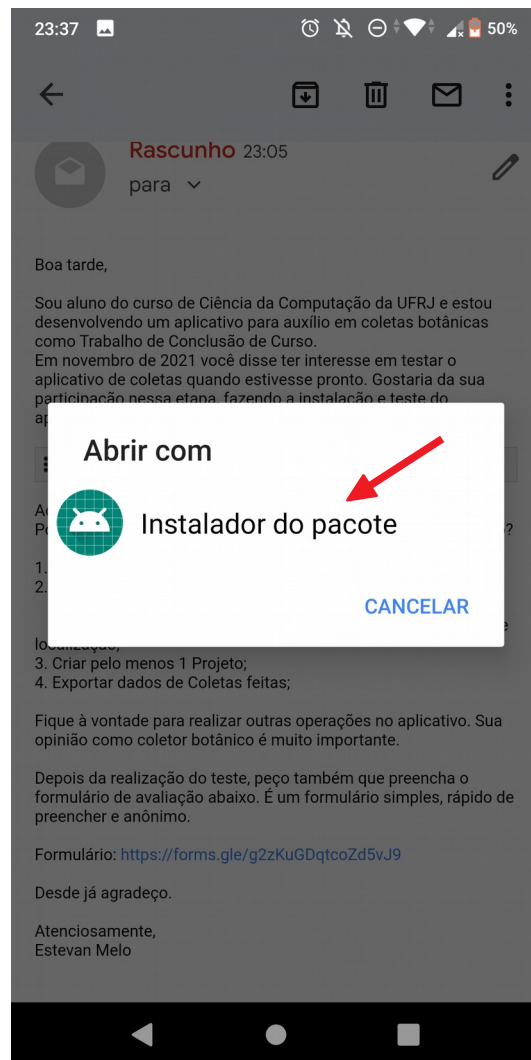 23:37
50%
Rascunho 23:05
para
Boa tarde,
Sou aluno do curso de Ciência da Computação da UFRJ e estou
desenvolvendo um aplicativo para auxílio em coletas botânicas
como Trabalho de Conclusão de Curso.
Em novembro de 2021 você disse ter interesse em testar o
aplicativo de coletas quando estivesse pronto. Gostaria da sua
participação nessa etapa, fazendo a instalação e teste do
Abrir com
Instalador do pacote
?
1.
2.
CANCELAR
localização;
3. Criar pelo menos 1 Projeto;
4. Exportar dados de Coletas feitas;
Fique à vontade para realizar outras operações no aplicativo. Sua
opinião como coletor botânico é muito importante.
Depois da realização do teste, peço também que preencha o
formulário de avaliação abaixo. É um formulário simples, rápido de
preencher e anônimo.
Formulário: https://forms.gle/g2zKuGDqtcoZd5vJ9
Desde já agradeço.
Atenciosamente,
Estevan Melo